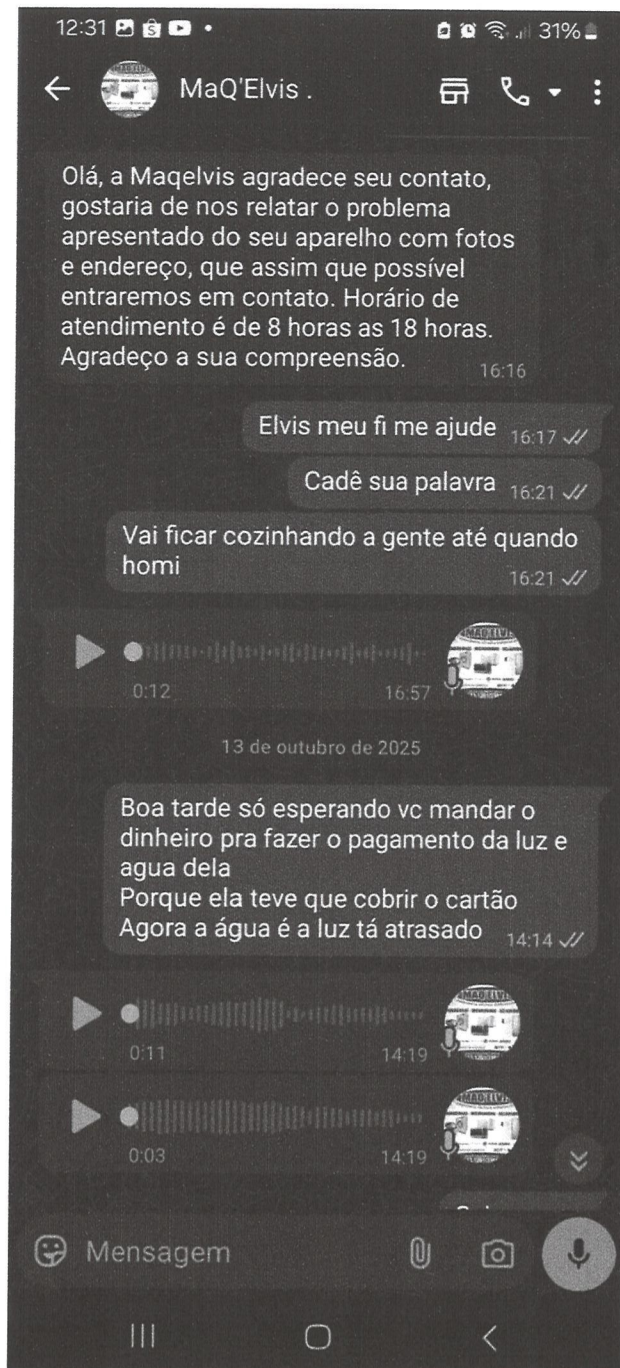 12:31 31%
MaQ'Elvis .
Olá, a Maqelvis agradece seu contato,
gostaria de nos relatar o problema
apresentado do seu aparelho com fotos
e endereço, que assim que possível
entraremos em contato. Horário de
atendimento é de 8 horas as 18 horas.
Agradeço a sua compreensão. 16:16
Elvis meu fi me ajude 16:17
Cadê sua palavra 16:21
Vai ficar cozinhando a gente até quando
homi 16:21
0:12 16:57
13 de outubro de 2025
Boa tarde só esperando vc mandar o
dinheiro pra fazer o pagamento da luz e
agua dela
Porque ela teve que cobrir o cartão
Agora a água é a luz tá atrasado 14:14
0:11 14:19
0:03 14:19
Mensagem